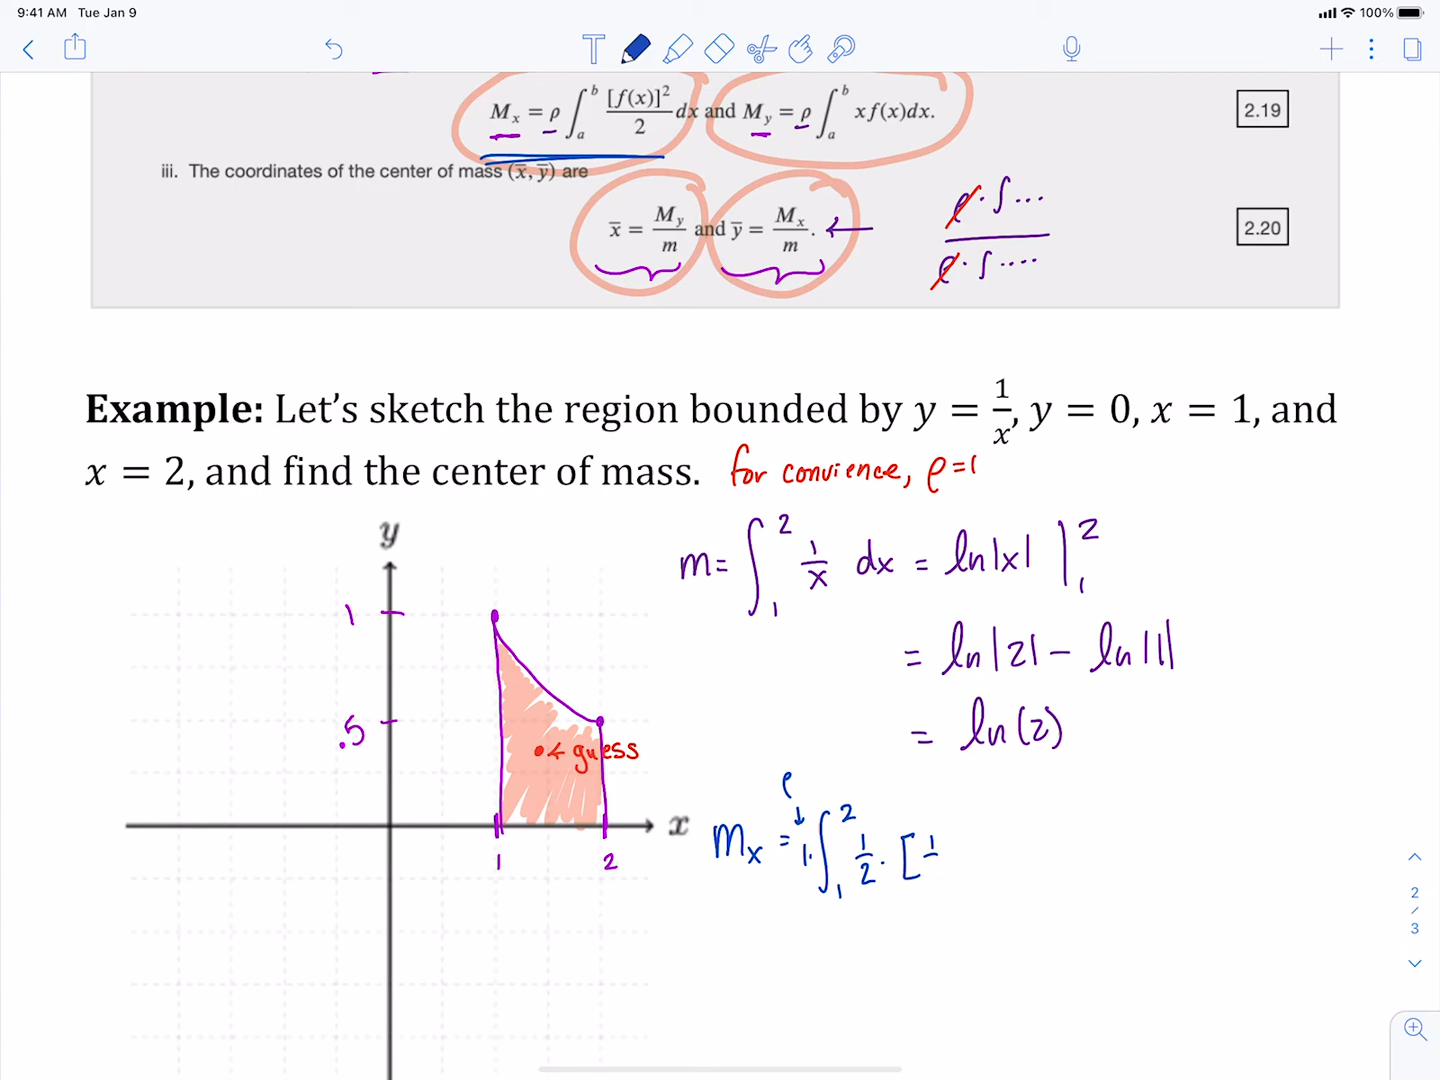 9:41 AM Tue Jan 9 100%
T
M_x = ρ ∫_a^b [f(x)]²/2 dx and M_y = ρ ∫_a^b x f(x)dx. 2.19
iii. The coordinates of the center of mass (x̅, y̅) are
x̅ = M_y/m and y̅ = M_x/m. ← ρ · ∫ ... / ρ · ∫ .... 2.20
Example: Let’s sketch the region bounded by y = 1/x, y = 0, x = 1, and
x = 2, and find the center of mass. for convience, ρ=1
y
m = ∫_1^2 1/x dx = ln|x| |_1^2
1
= ln|2| - ln|1|
.5
= ln(2)
guess
ρ
↓
x
M_x = 1· ∫_1^2 1/2 · [ 1/
1 2
2
/
3